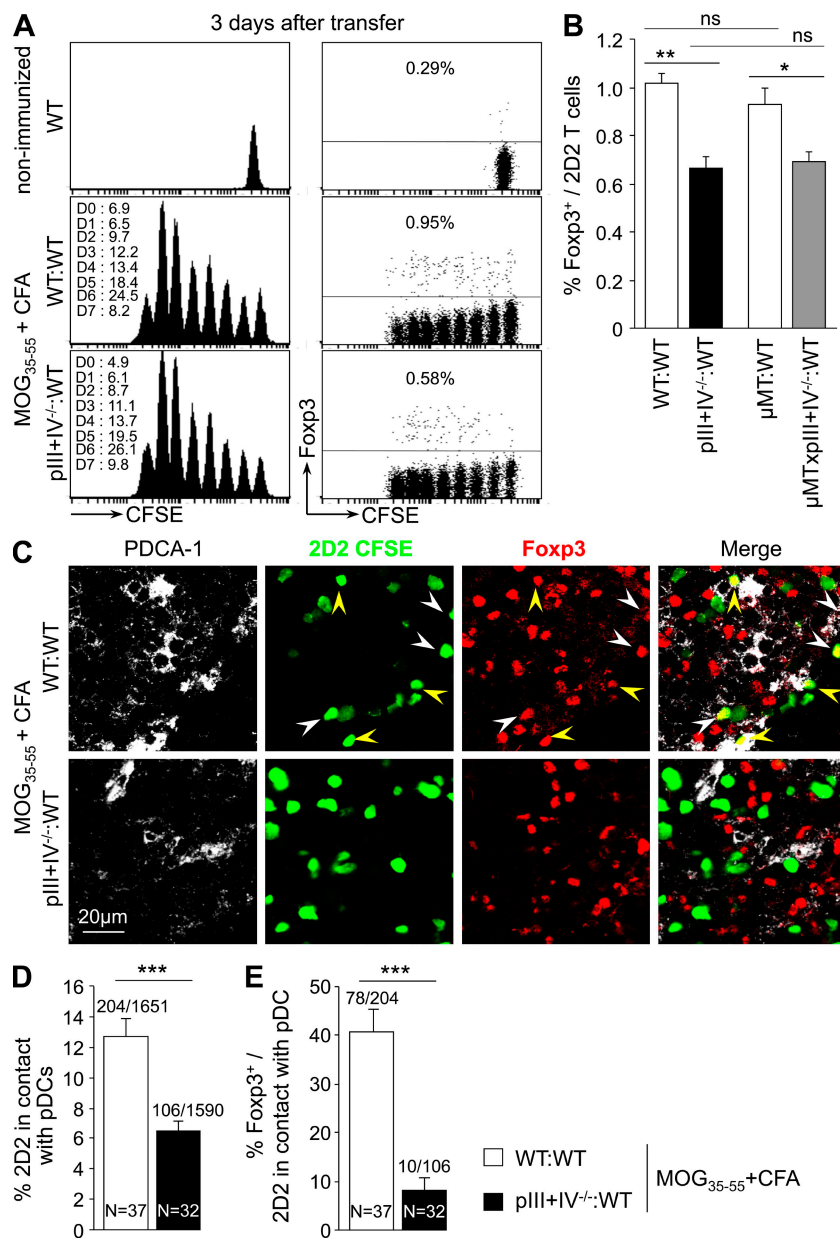 A
3 days after transfer
non-immunized
WT
0.29%
MOG35-55 + CFA
WT:WT
D0 : 6.9
D1 : 6.5
D2 : 9.7
D3 : 12.2
D4 : 13.4
D5 : 18.4
D6 : 24.5
D7 : 8.2
0.95%
pIII+IV-/-:WT
D0 : 4.9
D1 : 6.1
D2 : 8.7
D3 : 11.1
D4 : 13.7
D5 : 19.5
D6 : 26.1
D7 : 9.8
0.58%
Foxp3
CFSE
CFSE
B
ns
ns
**
*
% Foxp3+ / 2D2 T cells
1.2
1.0
0.8
0.6
0.4
0.2
0
WT:WT
pIII+IV-/-:WT
µMT:WT
µMTxpIII+IV-/-:WT
C
PDCA-1
2D2 CFSE
Foxp3
Merge
MOG35-55 + CFA
WT:WT
pIII+IV-/-:WT
20µm
D
***
% 2D2 in contact
with pDCs
16
14
12
10
8
6
4
2
0
204/1651
106/1590
N=37
N=32
E
***
% Foxp3+ /
2D2 in contact with pDC
50
40
30
20
10
0
78/204
10/106
N=37
N=32
WT:WT
pIII+IV-/-:WT
MOG35-55+CFA